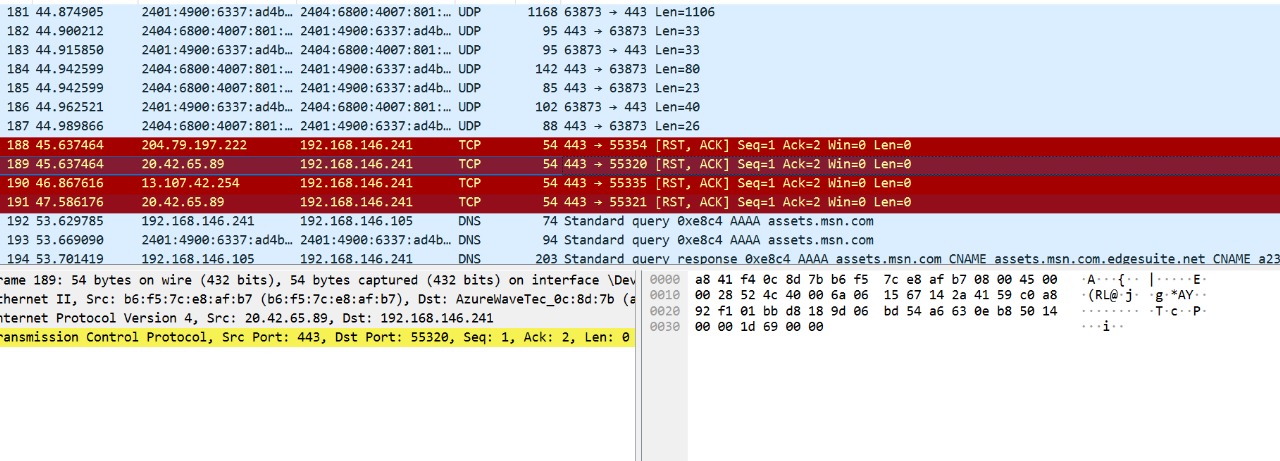 181 44.874905 2401:4900:6337:ad4b… 2404:6800:4007:801:… UDP 1168 63873 → 443 Len=1106
182 44.900212 2404:6800:4007:801:… 2401:4900:6337:ad4b… UDP 95 443 → 63873 Len=33
183 44.915850 2401:4900:6337:ad4b… 2404:6800:4007:801:… UDP 95 63873 → 443 Len=33
184 44.942599 2404:6800:4007:801:… 2401:4900:6337:ad4b… UDP 142 443 → 63873 Len=80
185 44.942599 2404:6800:4007:801:… 2401:4900:6337:ad4b… UDP 85 443 → 63873 Len=23
186 44.962521 2401:4900:6337:ad4b… 2404:6800:4007:801:… UDP 102 63873 → 443 Len=40
187 44.989866 2404:6800:4007:801:… 2401:4900:6337:ad4b… UDP 88 443 → 63873 Len=26
188 45.637464 204.79.197.222 192.168.146.241 TCP 54 443 → 55354 [RST, ACK] Seq=1 Ack=2 Win=0 Len=0
189 45.637464 20.42.65.89 192.168.146.241 TCP 54 443 → 55320 [RST, ACK] Seq=1 Ack=2 Win=0 Len=0
190 46.867616 13.107.42.254 192.168.146.241 TCP 54 443 → 55335 [RST, ACK] Seq=1 Ack=2 Win=0 Len=0
191 47.586176 20.42.65.89 192.168.146.241 TCP 54 443 → 55321 [RST, ACK] Seq=1 Ack=2 Win=0 Len=0
192 53.629785 192.168.146.241 192.168.146.105 DNS 74 Standard query 0xe8c4 AAAA assets.msn.com
193 53.669090 2401:4900:6337:ad4b… 2401:4900:6337:ad4b… DNS 94 Standard query 0xe8c4 AAAA assets.msn.com
194 53.701419 192.168.146.105 192.168.146.241 DNS 203 Standard query response 0xe8c4 AAAA assets.msn.com CNAME assets.msn.com.edgesuite.net CNAME a23
rame 189: 54 bytes on wire (432 bits), 54 bytes captured (432 bits) on interface \Dev
thernet II, Src: b6:f5:7c:e8:af:b7 (b6:f5:7c:e8:af:b7), Dst: AzureWaveTec_0c:8d:7b (a
nternet Protocol Version 4, Src: 20.42.65.89, Dst: 192.168.146.241
ransmission Control Protocol, Src Port: 443, Dst Port: 55320, Seq: 1, Ack: 2, Len: 0
0000 a8 41 f4 0c 8d 7b b6 f5 7c e8 af b7 08 00 45 00 ·A···{·· |·····E·
0010 00 28 52 4c 40 00 6a 06 15 67 14 2a 41 59 c0 a8 ·(RL@·j· ·g·*AY··
0020 92 f1 01 bb d8 18 9d 06 bd 54 a6 63 0e b8 50 14 ········ ·T·c··P·
0030 00 00 1d 69 00 00 ···i··